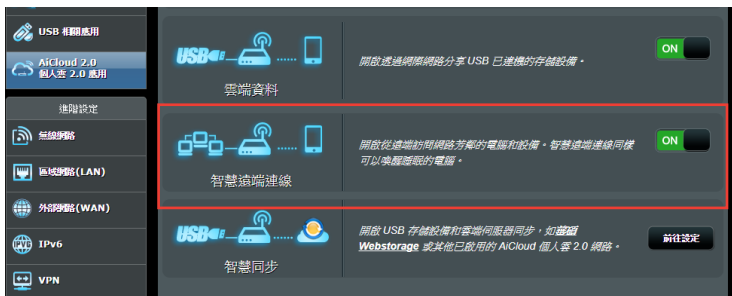 USB 相關應用
AiCloud 2.0
個人雲 2.0 應用
進階設定
無線網路
區域網路(LAN)
外部網路(WAN)
IPv6
VPN
USB
雲端資料
開啟透過網際網路分享 USB 已連機的存儲設備。
ON
智慧遠端連線
開啟從遠端訪問網路芳鄰的電腦和設備。智慧遠端連線同樣
可以喚醒睡眠的電腦。
ON
USB
智慧同步
開啟 USB 存儲設備和雲端伺服器同步,如華碩
Webstorage 或其他已啟用的 AiCloud 個人雲 2.0 網路。
前往設定